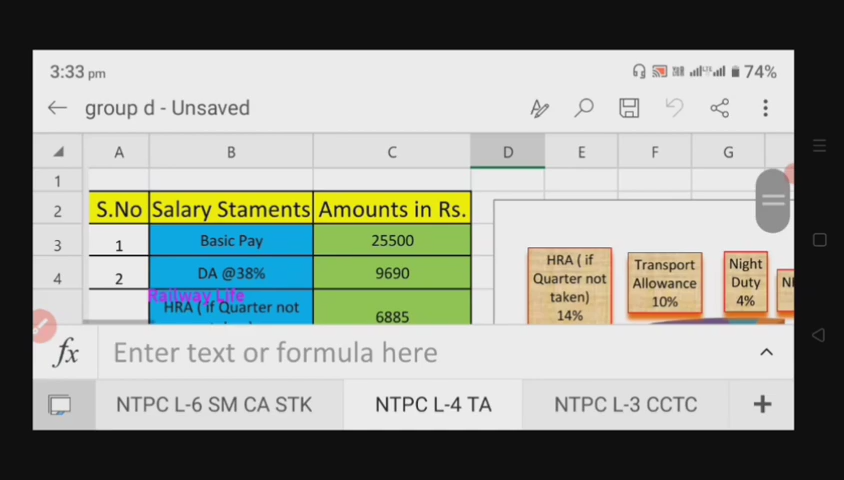 3:33 pm
74%
group d - Unsaved
A B C D E F G
1
2 S.No Salary Staments Amounts in Rs.
3 1 Basic Pay 25500
4 2 DA @38% 9690
Railway Life
HRA ( if Quarter not
6885
HRA ( if
Quarter not
taken)
14%
Transport
Allowance
10%
Night
Duty
4%
fx Enter text or formula here
NTPC L-6 SM CA STK NTPC L-4 TA NTPC L-3 CCTC +